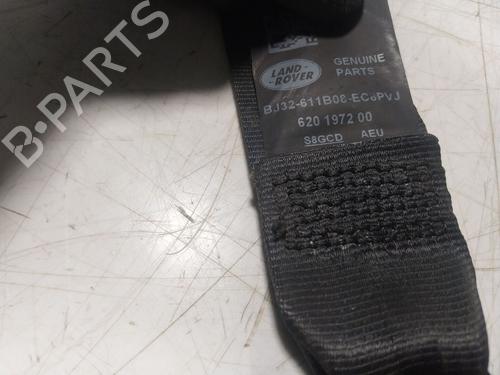 LAND-
ROVER
GENUINE
PARTS
BJ32-611B08-EC8PVJ
620 1972 00
S8GCD AEU
B-PARTS